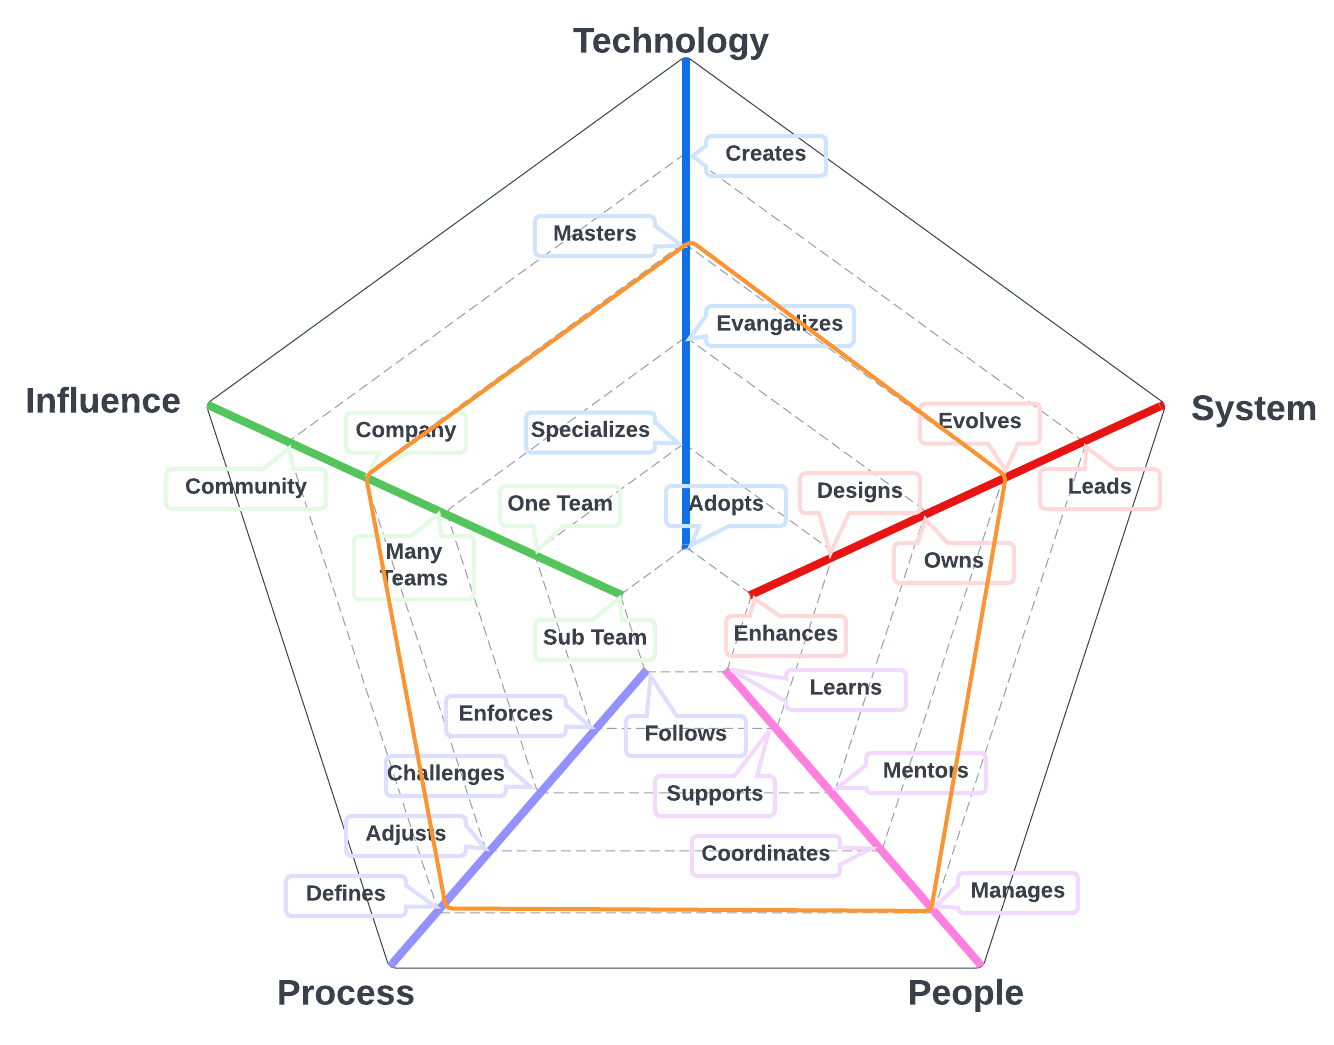 Technology
Creates
Masters
Evangalizes
Influence
System
Company
Evolves
Specializes
Community
Leads
One Team
Adopts
Designs
Many
Teams
Owns
Sub Team
Enhances
Learns
Enforces
Follows
Challenges
Mentors
Supports
Adjusts
Coordinates
Defines
Manages
Process
People